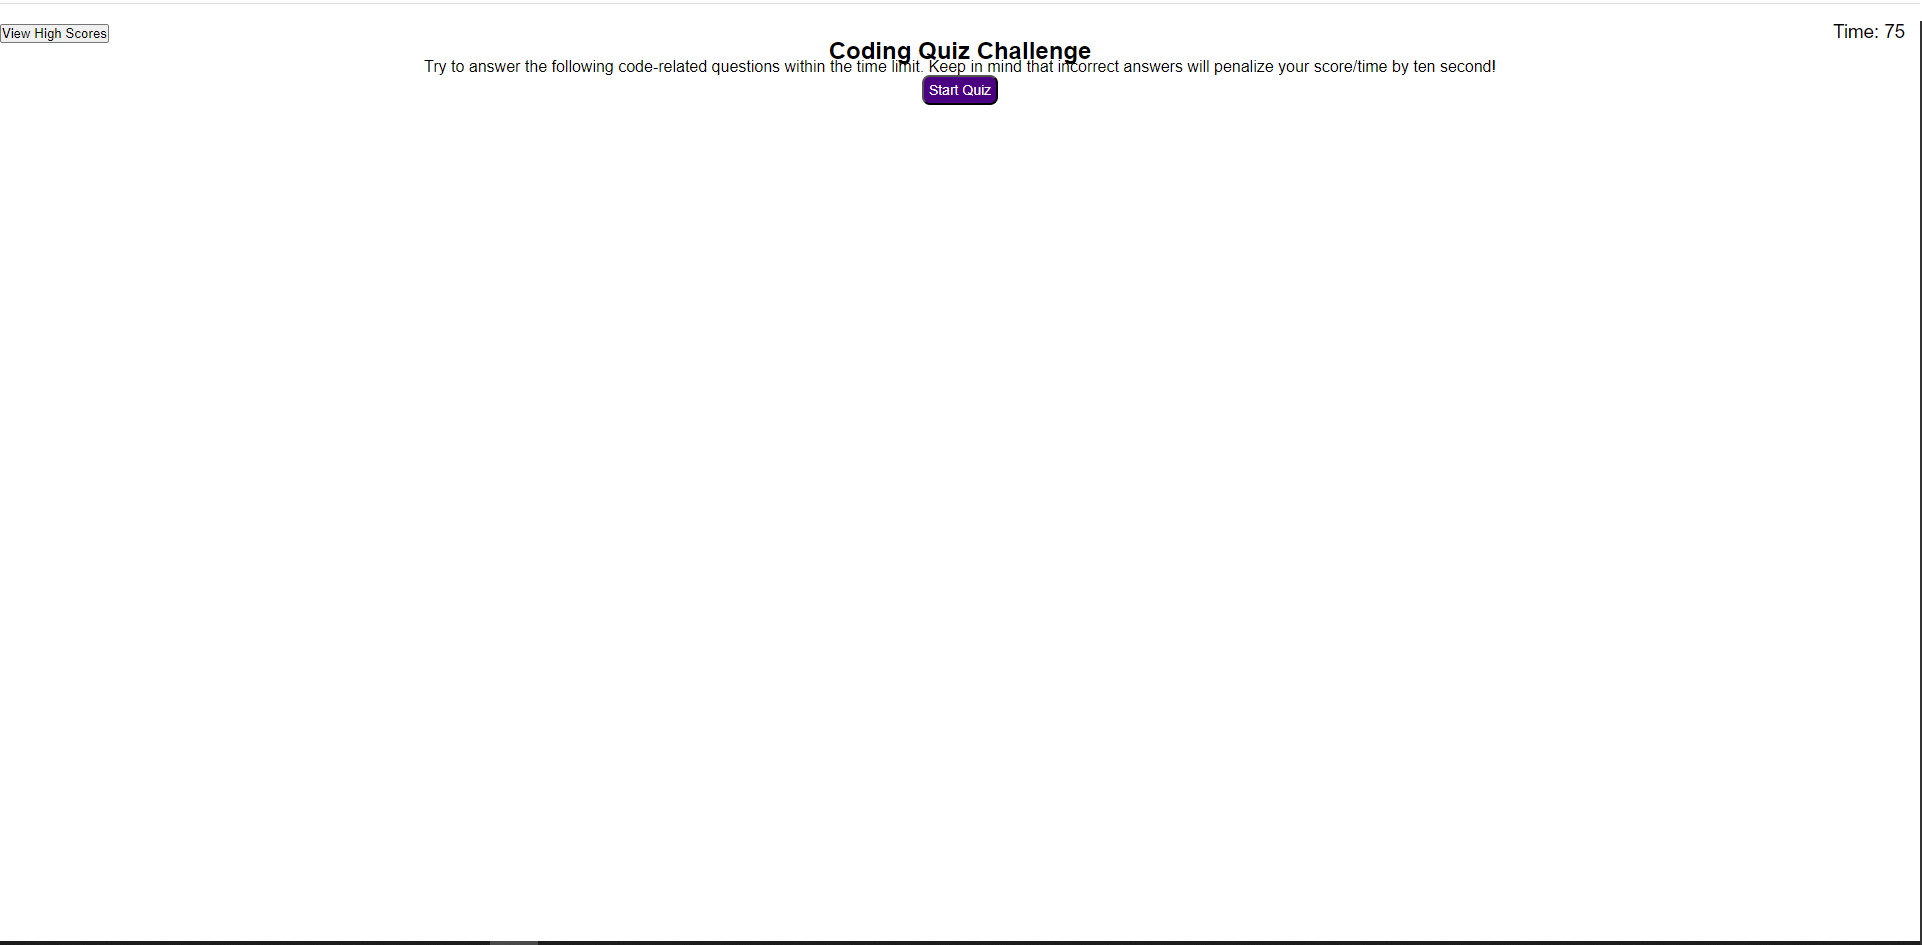 View High Scores
Time: 75
Coding Quiz Challenge
Try to answer the following code-related questions within the time limit. Keep in mind that incorrect answers will penalize your score/time by ten second!
Start Quiz